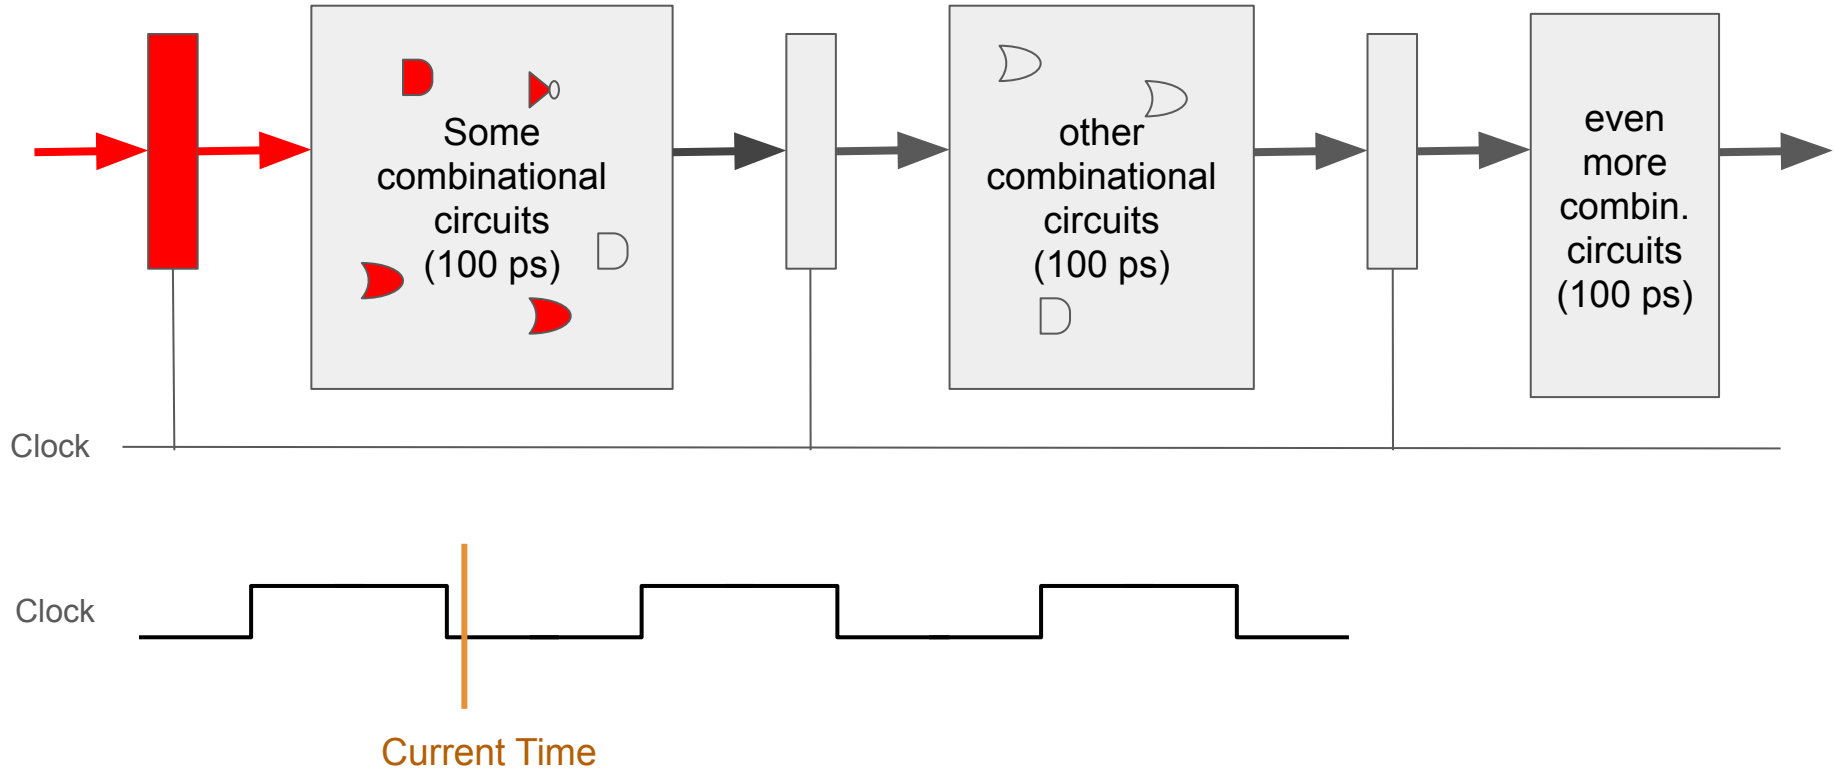 Some
combinational
circuits
(100 ps)
other
combinational
circuits
(100 ps)
even
more
combin.
circuits
(100 ps)
Clock
Clock
Current Time